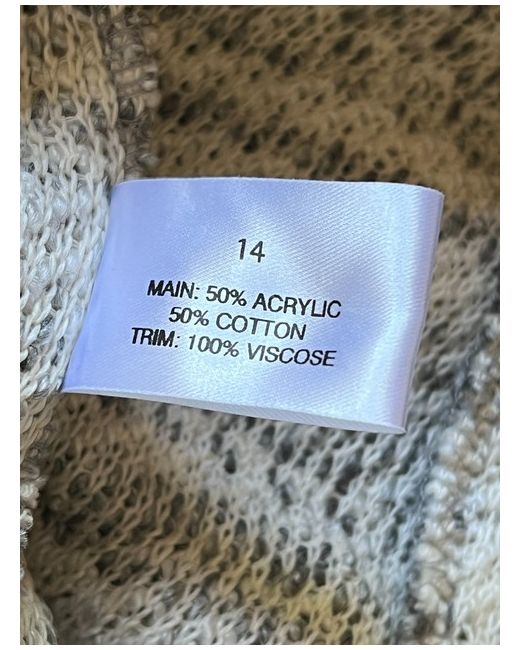 14
MAIN: 50% ACRYLIC
50% COTTON
TRIM: 100% VISCOSE